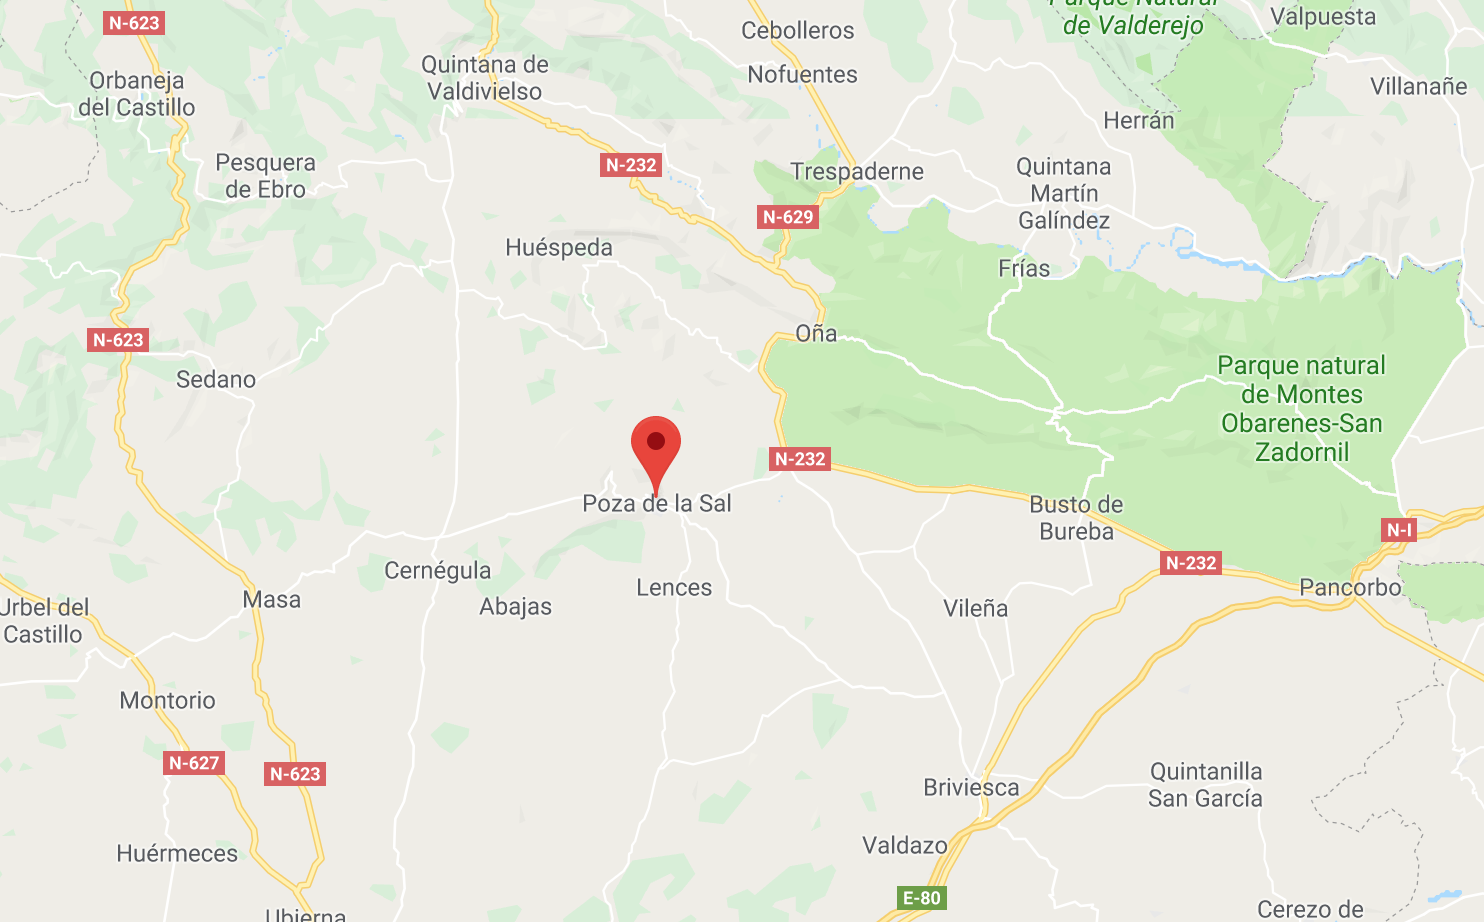 Parque Natural
de Valderejo
Valpuesta
N-623
Cebolleros
Quintana de
Valdivielso
Nofuentes
Orbaneja
del Castillo
Villanañe
Herrán
Pesquera
de Ebro
N-232
Trespaderne
Quintana
Martín
Galíndez
N-629
Huéspeda
Frías
N-623
Oña
Sedano
Parque natural
de Montes
Obarenes-San
Zadornil
N-232
Poza de la Sal
Busto de
Bureba
N-I
Cernégula
N-232
Pancorbo
Lences
Masa
Abajas
Vileña
Urbel del
Castillo
Montorio
N-627
N-623
Briviesca
Quintanilla
San García
Huérmeces
Valdazo
E-80
Ubierna
Cerezo de